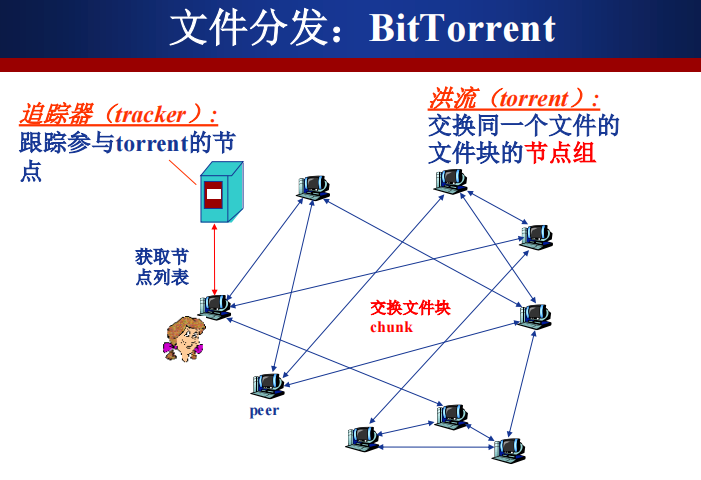 文件分发：BitTorrent
追踪器（tracker）:
跟踪参与torrent的节
点
洪流（torrent）:
交换同一个文件的
文件块的节点组
获取节
点列表
交换文件块
chunk
peer